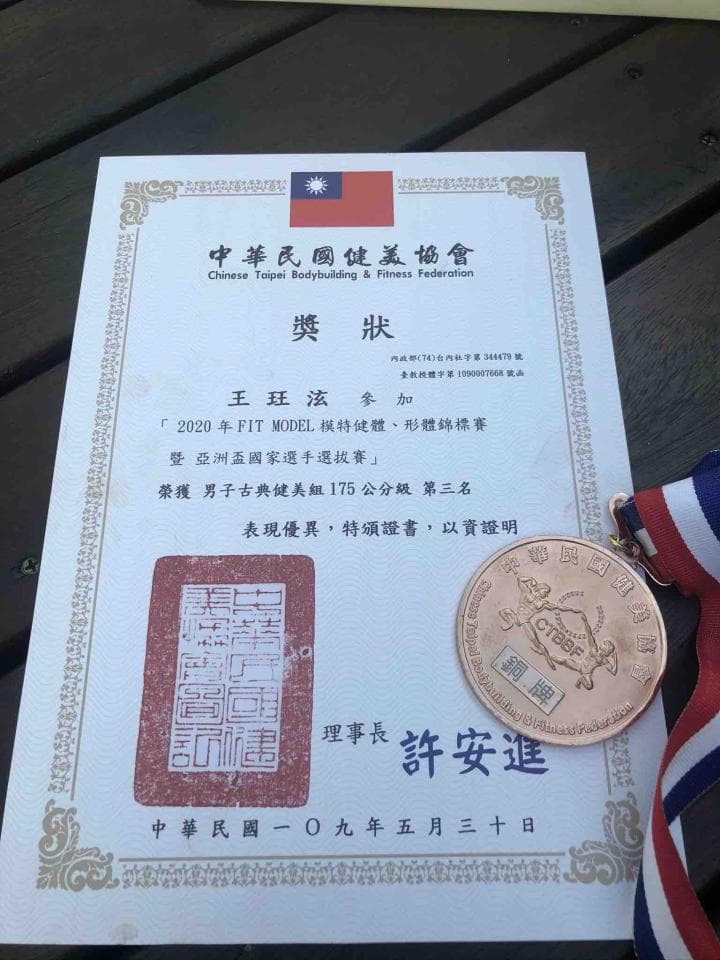 中華民國健美協會
Chinese Taipei Bodybuilding & Fitness Federation
獎狀
內政部(74)台內社字第344479號
臺教授體字第1090007668號函
王玨泫 參加
「2020年FIT MODEL模特健體、形體錦標賽
暨 亞洲盃國家選手選拔賽」
榮獲 男子古典健美組175公分級 第三名
表現優異，特頒證書，以資證明
理事長 許安進
中華民國一〇九年五月三十日
中華民國健美協會
CTBBF
銅牌
Chinese Taipei Bodybuilding & Fitness Federation